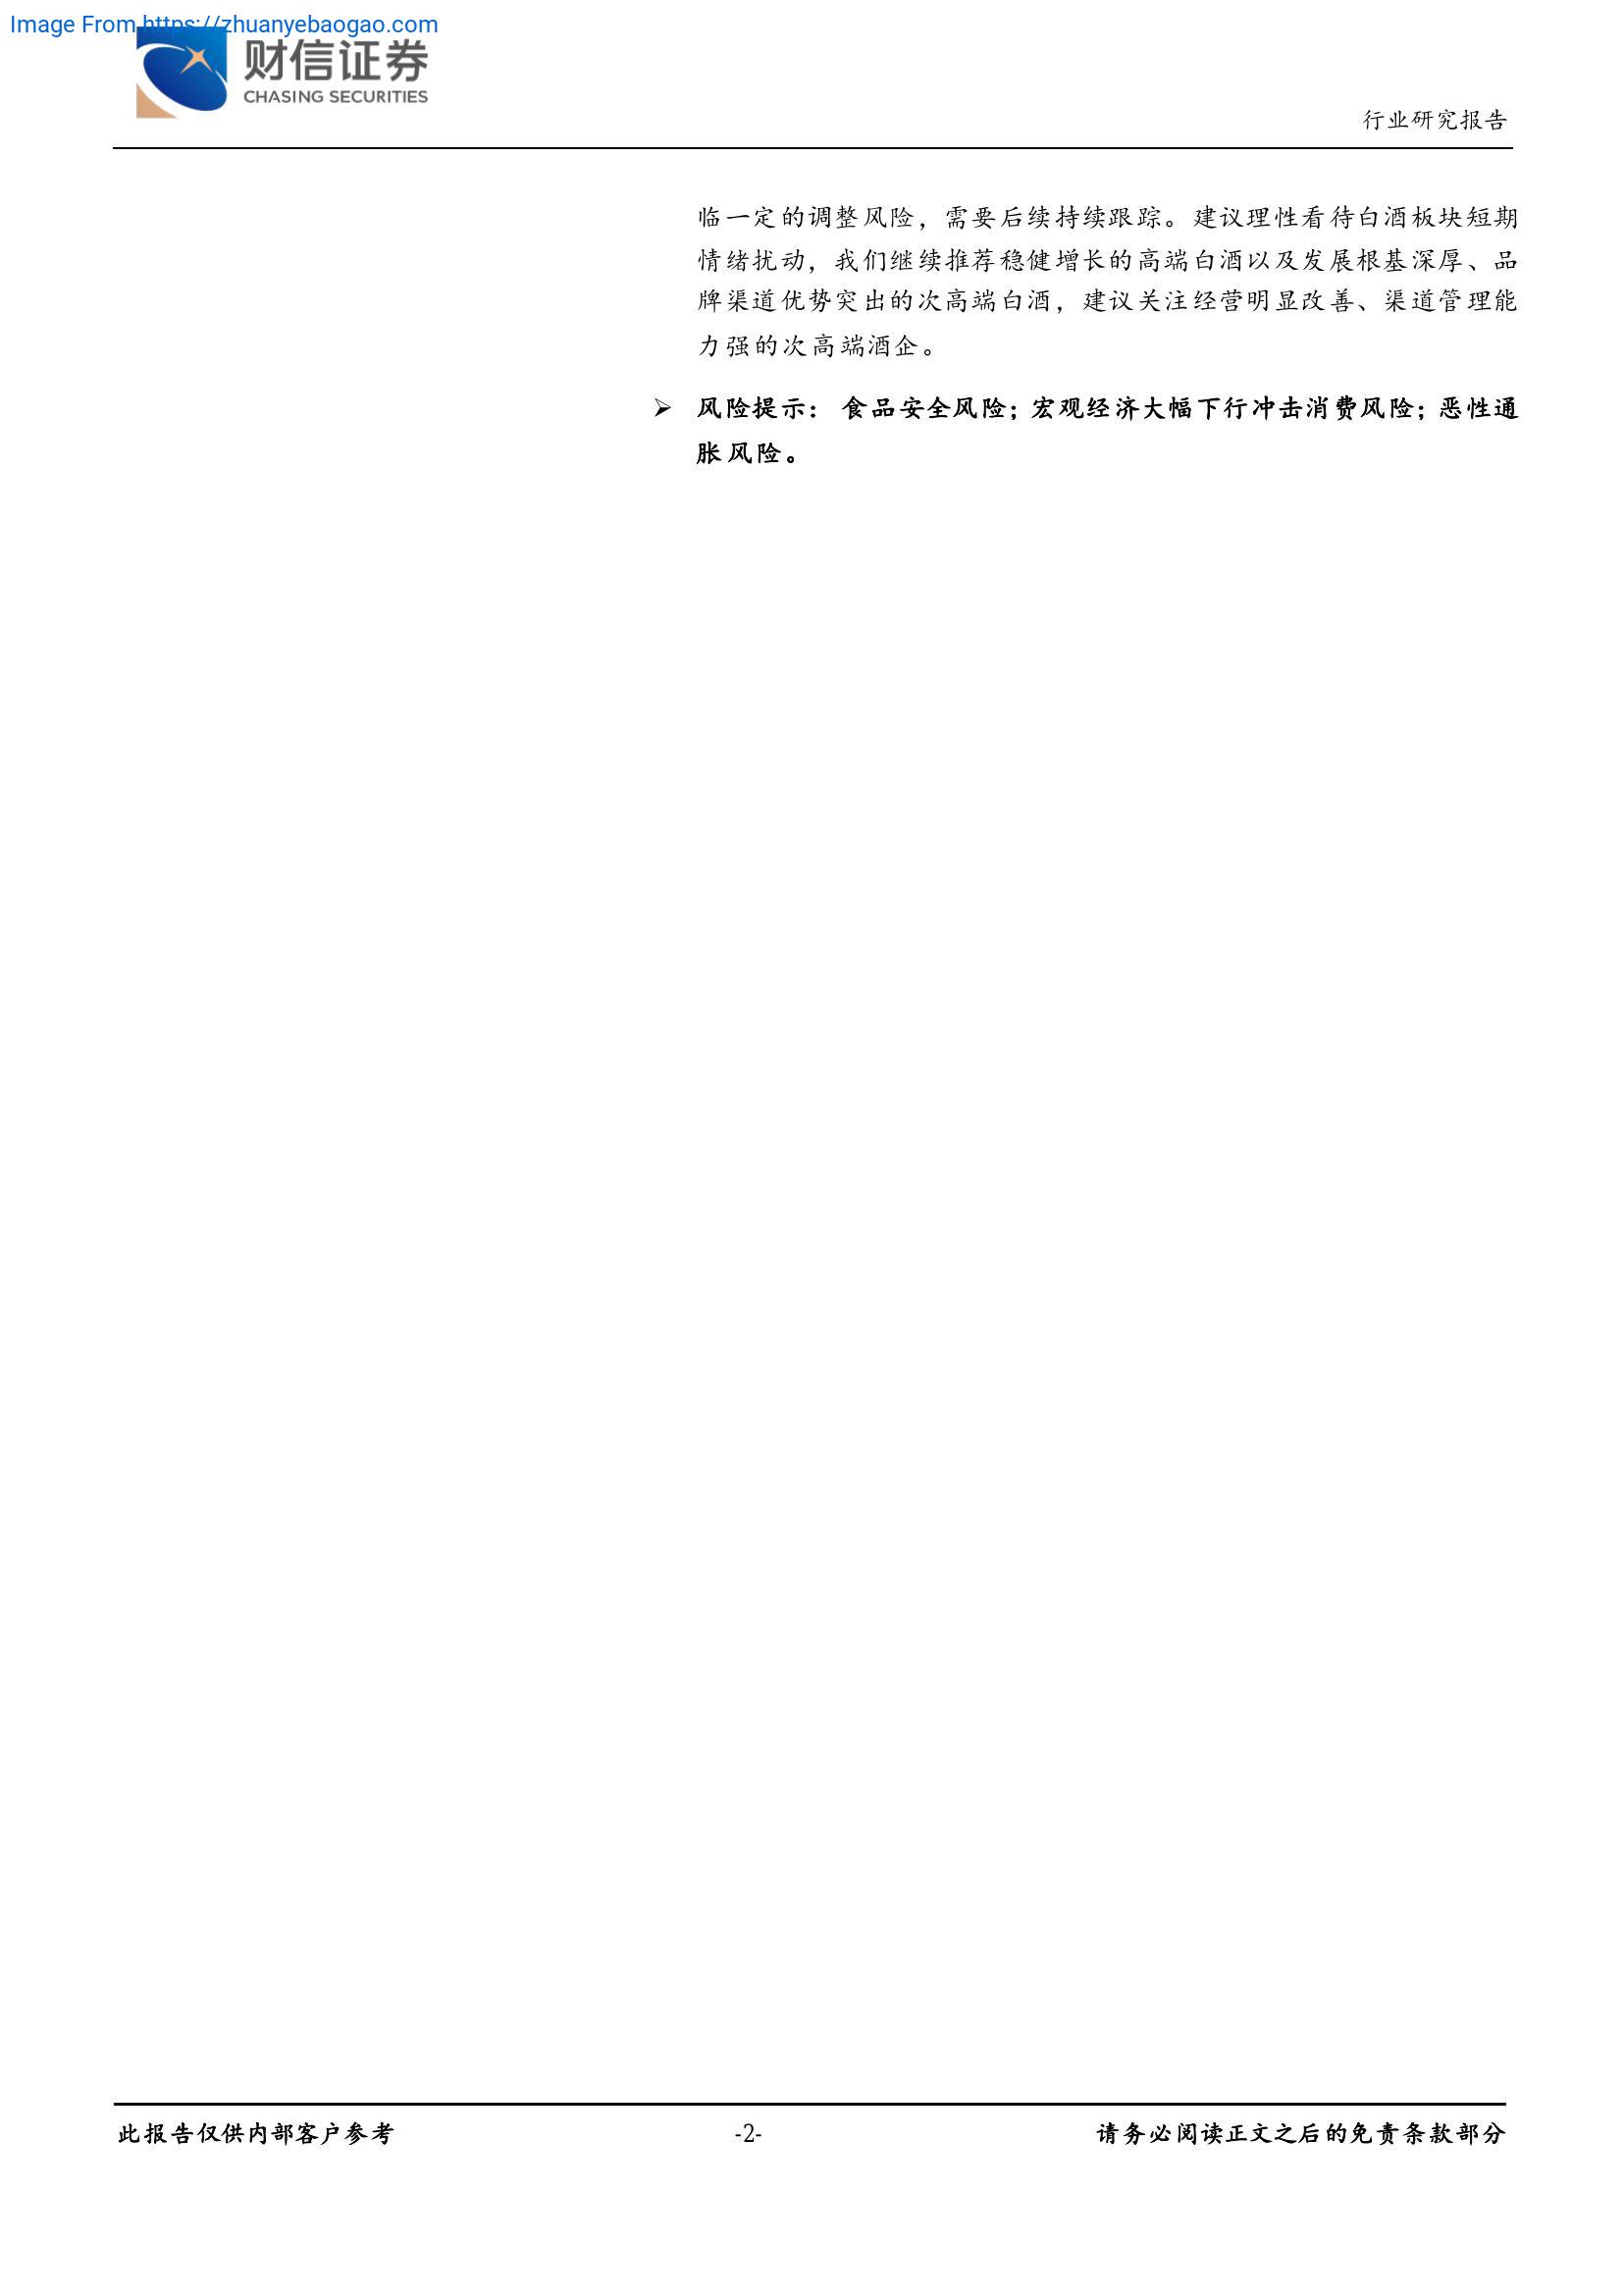 Image From https://zhuanyebaogao.com
财信证券
CHASING SECURITIES
行业研究报告
临一定的调整风险，需要后续持续跟踪。建议理性看待白酒板块短期
情绪扰动，我们继续推荐稳健增长的高端白酒以及发展根基深厚、品
牌渠道优势突出的次高端白酒，建议关注经营明显改善、渠道管理能
力强的次高端酒企。
➢ 风险提示： 食品安全风险；宏观经济大幅下行冲击消费风险；恶性通
胀风险。
此报告仅供内部客户参考
-2-
请务必阅读正文之后的免责条款部分